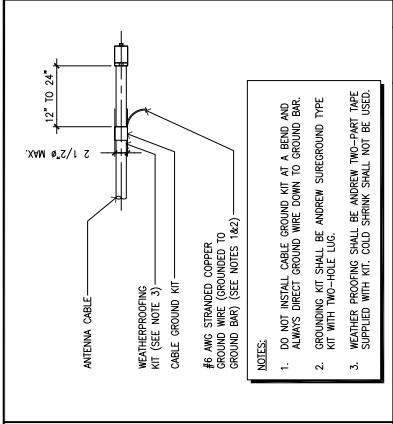 12" TO 24"
2 1/2"ø MAX.
ANTENNA CABLE
WEATHERPROOFING
KIT (SEE NOTE 3)
CABLE GROUND KIT
#6 AWG STRANDED COPPER
GROUND WIRE (GROUNDED TO
GROUND BAR) (SEE NOTES 1&2)
NOTES:
1. DO NOT INSTALL CABLE GROUND KIT AT A BEND AND
ALWAYS DIRECT GROUND WIRE DOWN TO GROUND BAR.
2. GROUNDING KIT SHALL BE ANDREW SUREGROUND TYPE
KIT WITH TWO-HOLE LUG.
3. WEATHER PROOFING SHALL BE ANDREW TWO-PART TAPE
SUPPLIED WITH KIT. COLD SHRINK SHALL NOT BE USED.